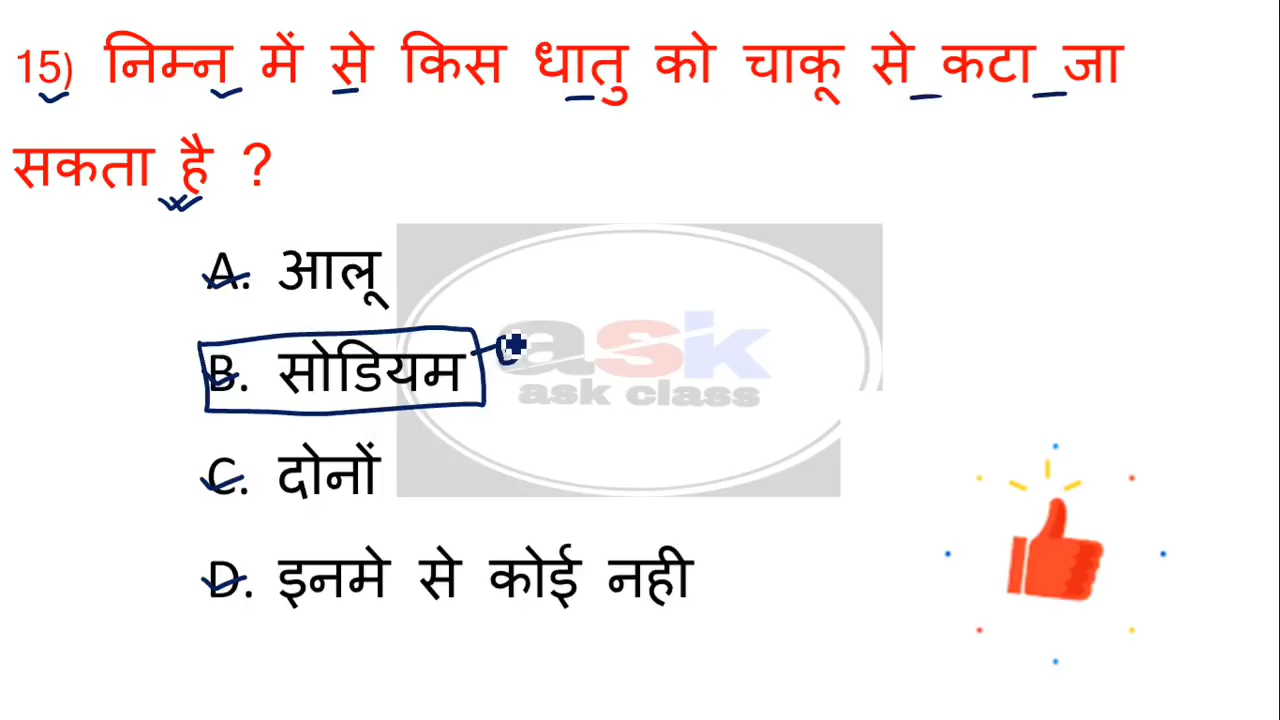 15) निम्न में से किस धातु को चाकू से कटा जा
सकता है ?
A. आलू
B. सोडियम
C. दोनों
D. इनमे से कोई नही
ask
ask class